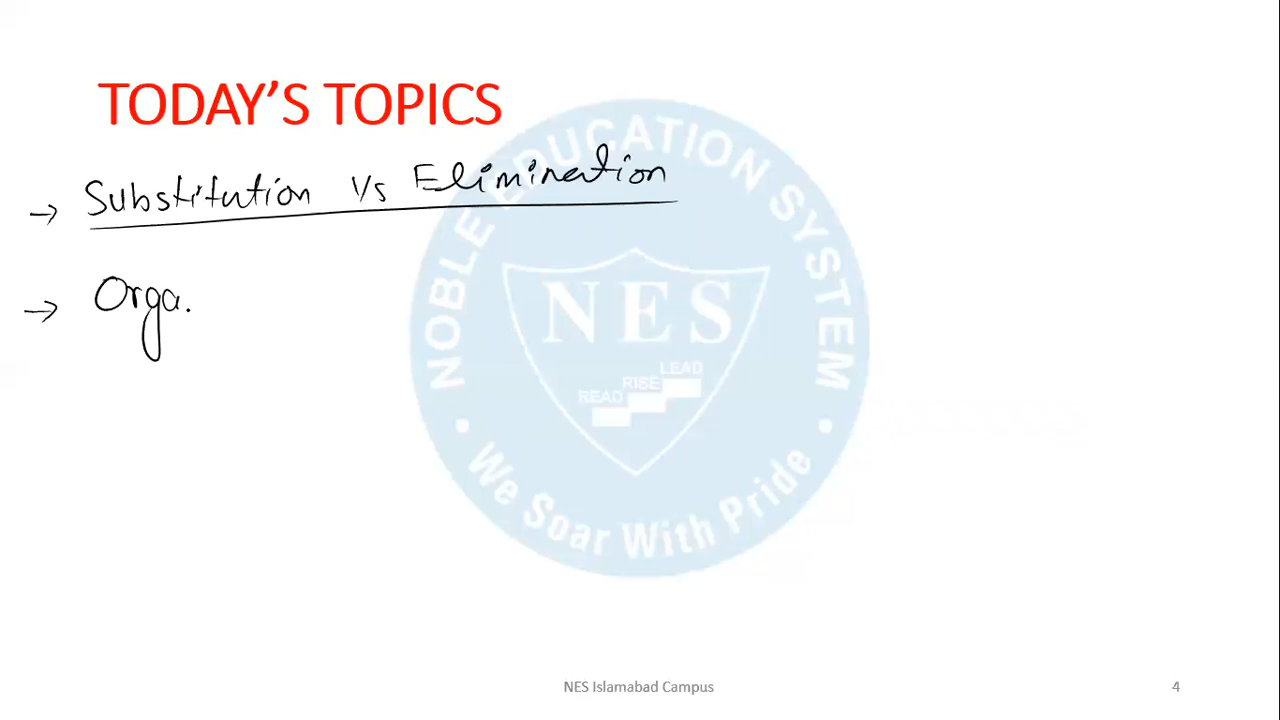 TODAY'S TOPICS
→ Substitution V/s Elimination
→ Orga.
NOBLE EDUCATION SYSTEM
NES
LEAD
RISE
READ
• We Soar With Pride •
NES Islamabad Campus
4